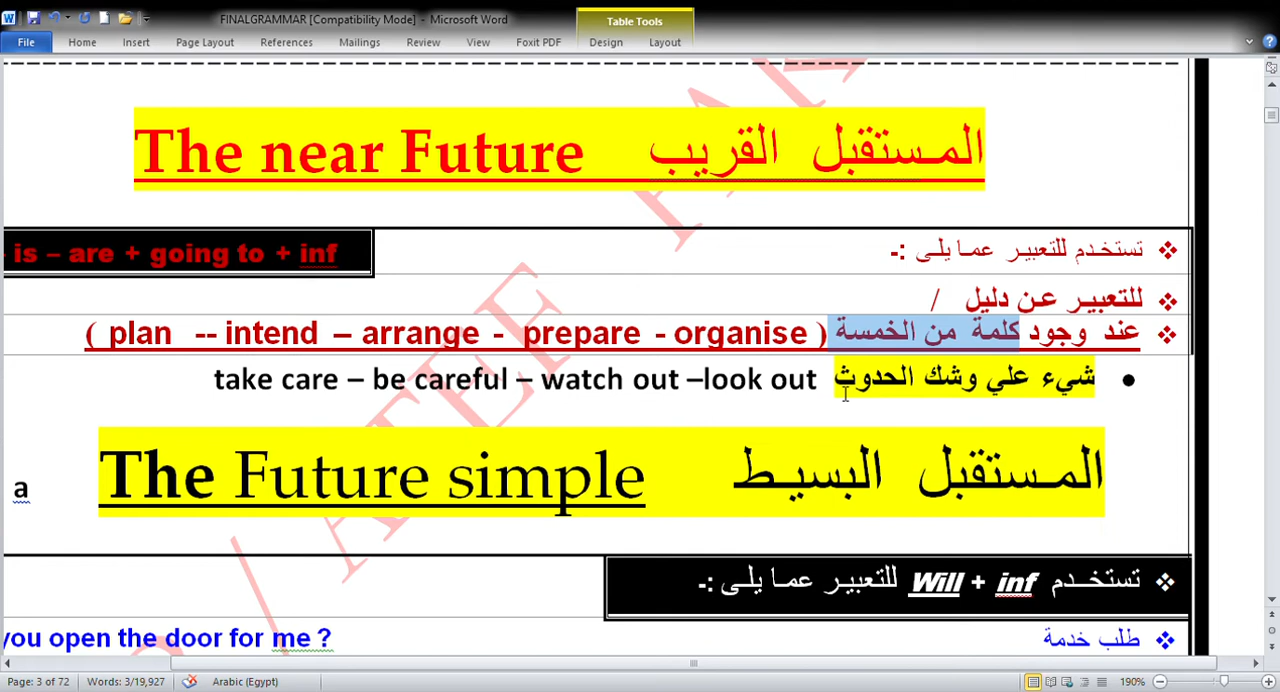 FINALGRAMMAR [Compatibility Mode] - Microsoft Word
Table Tools
File Home Insert Page Layout References Mailings Review View Foxit PDF Design Layout
The near Future المستقبل القريب
تستخدم للتعبير عما يلى :-
is – are + going to + inf
للتعبير عن دليل /
عند وجود كلمة من الخمسة ( plan -- intend – arrange - prepare - organise )
شيء علي وشك الحدوث take care – be careful – watch out –look out
The Future simple المستقبل البسيط
a
تستخدم Will + inf للتعبير عما يلى :-
طلب خدمة
you open the door for me ?
Page: 3 of 72 Words: 3/19,927 Arabic (Egypt) 190%